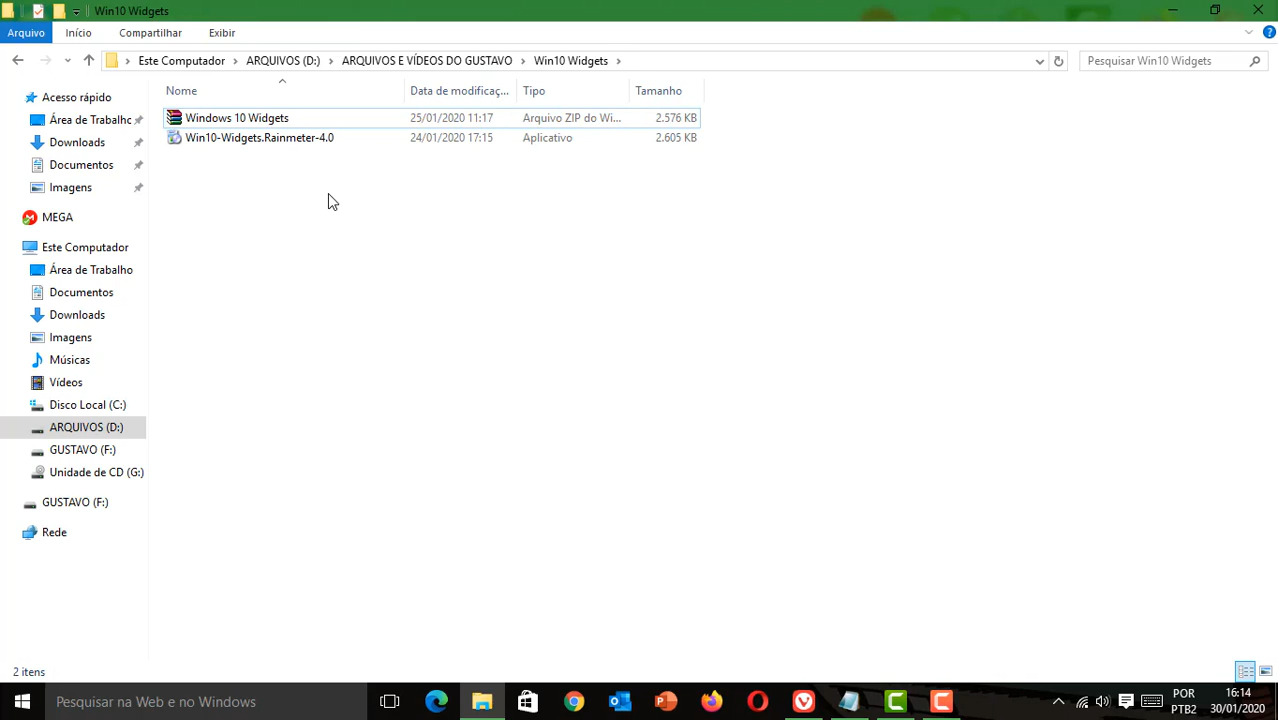 Win10 Widgets
Arquivo Início Compartilhar Exibir
Este Computador ARQUIVOS (D:) ARQUIVOS E VÍDEOS DO GUSTAVO Win10 Widgets Pesquisar Win10 Widgets
Nome Data de modificaç... Tipo Tamanho
Windows 10 Widgets 25/01/2020 11:17 Arquivo ZIP do Wi... 2.576 KB
Win10-Widgets.Rainmeter-4.0 24/01/2020 17:15 Aplicativo 2.605 KB
Acesso rápido
Área de Trabalho
Downloads
Documentos
Imagens
MEGA
Este Computador
Área de Trabalho
Documentos
Downloads
Imagens
Músicas
Vídeos
Disco Local (C:)
ARQUIVOS (D:)
GUSTAVO (F:)
Unidade de CD (G:)
GUSTAVO (F:)
Rede
2 itens
Pesquisar na Web e no Windows
POR
PTB2
16:14
30/01/2020